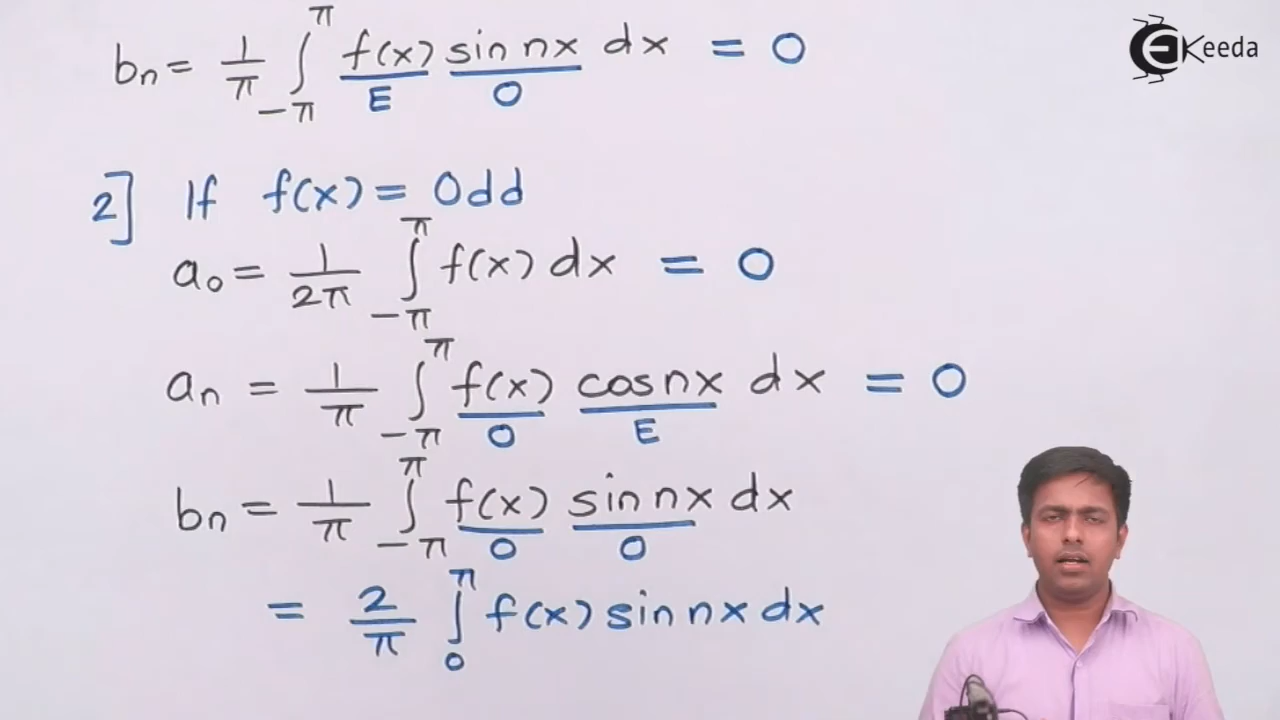 bn = 1/π ∫_{-π}^{π} f(x) sin nx dx = 0
E O
Keeda
2] If f(x) = Odd
a0 = 1/2π ∫_{-π}^{π} f(x) dx = 0
an = 1/π ∫_{-π}^{π} f(x) cos nx dx = 0
O E
bn = 1/π ∫_{-π}^{π} f(x) sin nx dx
O O
= 2/π ∫_{0}^{π} f(x) sin nx dx